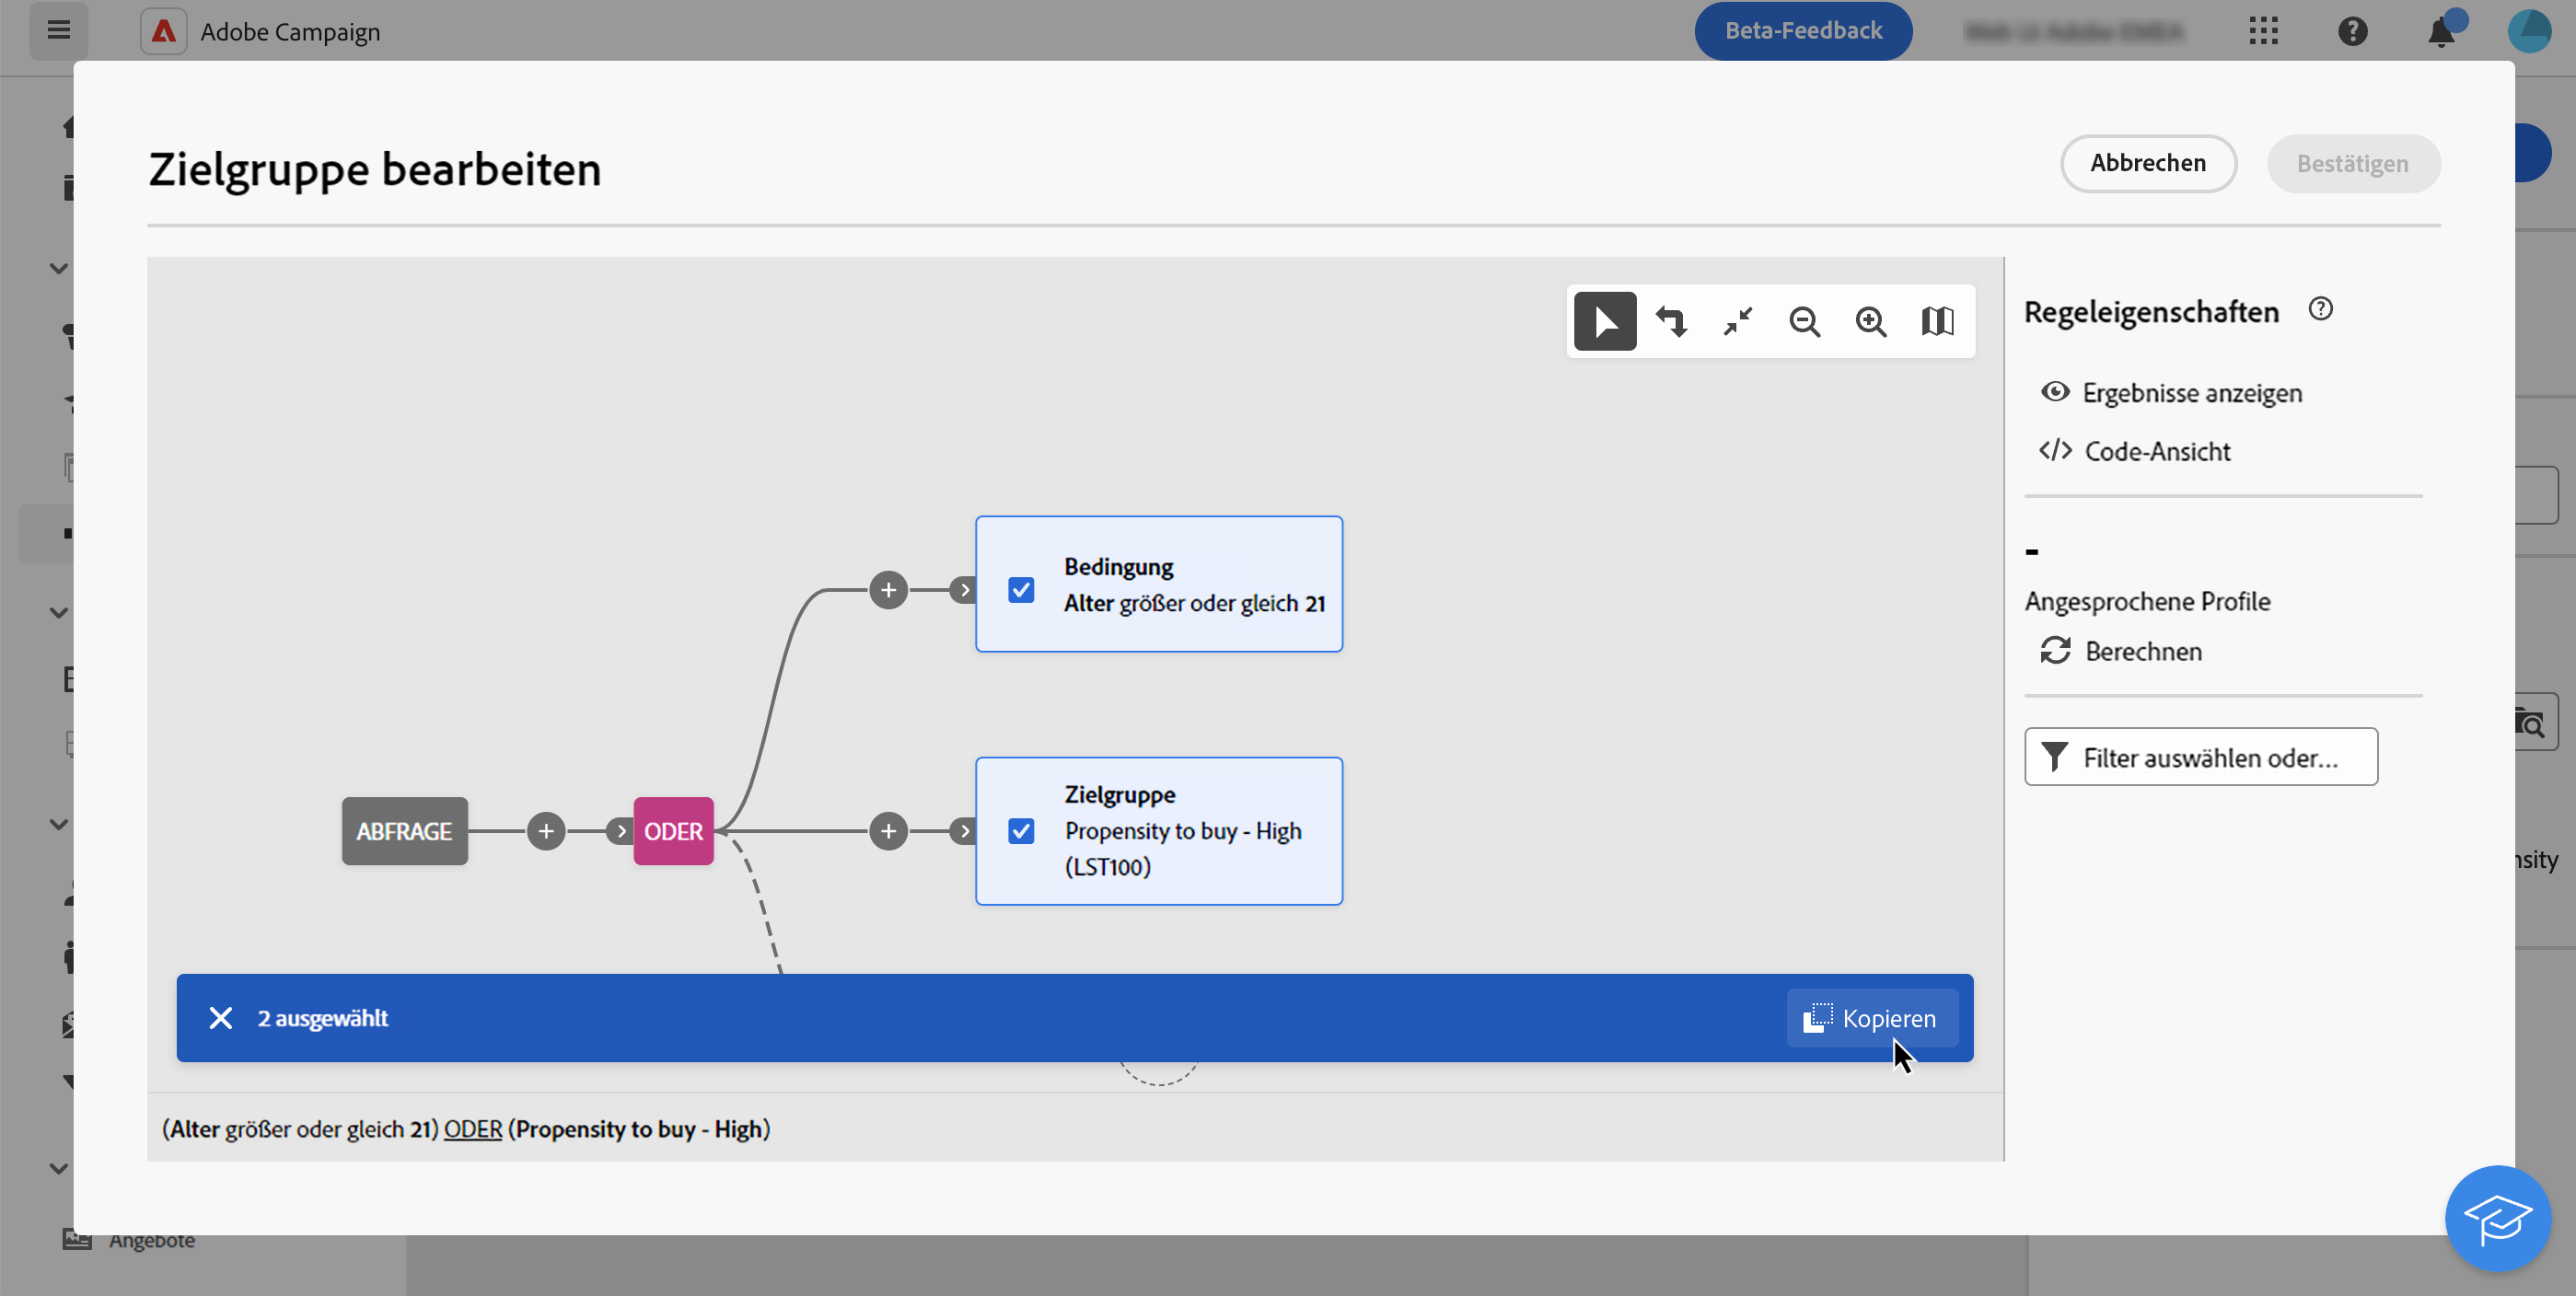 Adobe Campaign
Beta-Feedback
Zielgruppe bearbeiten
Abbrechen
Bestätigen
Regeleigenschaften
Ergebnisse anzeigen
Code-Ansicht
-
Angesprochene Profile
Berechnen
Filter auswählen oder...
Bedingung
Alter größer oder gleich 21
Zielgruppe
Propensity to buy - High
(LST100)
ABFRAGE
ODER
2 ausgewählt
Kopieren
(Alter größer oder gleich 21) ODER (Propensity to buy - High)
Angebote